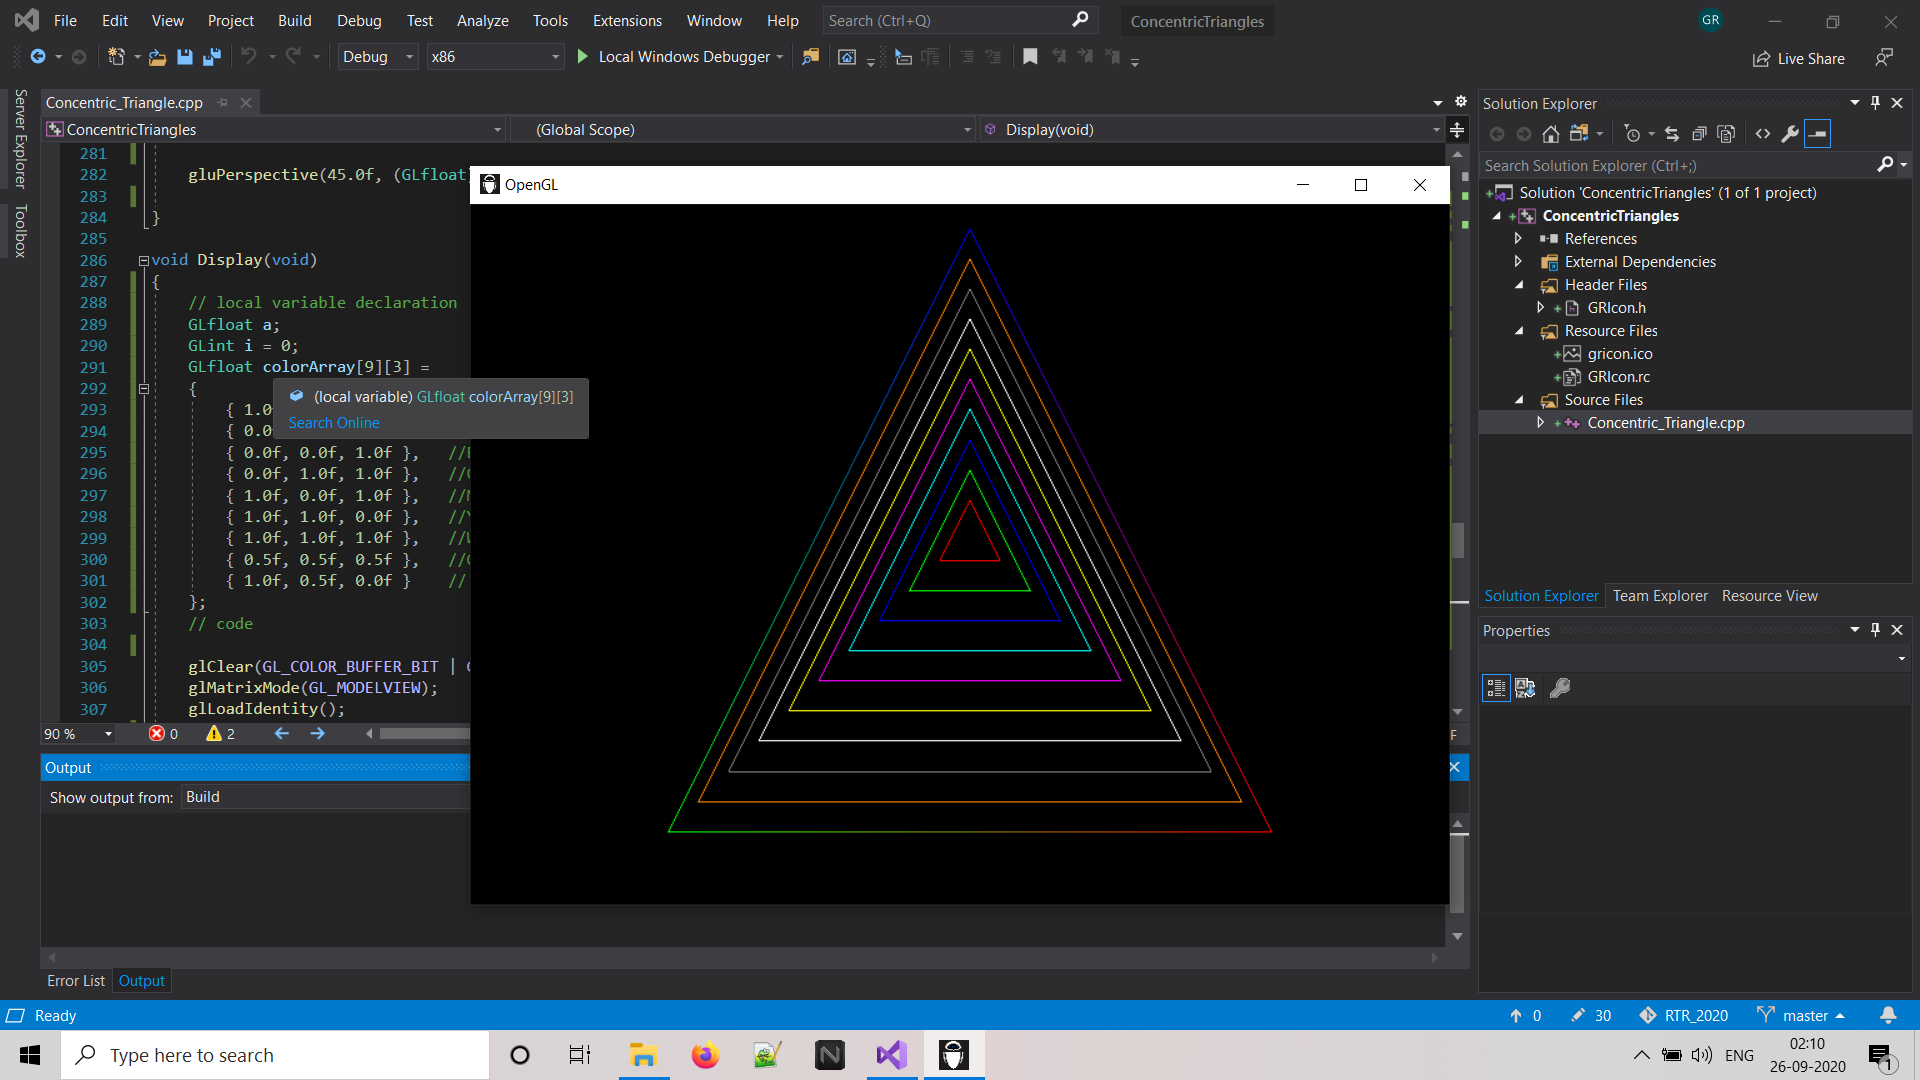 File Edit View Project Build Debug Test Analyze Tools Extensions Window Help Search (Ctrl+Q) ConcentricTriangles GR
Debug x86 Local Windows Debugger Live Share
Server Explorer
Toolbox
Concentric_Triangle.cpp
ConcentricTriangles (Global Scope) Display(void)
281
282 gluPerspective(45.0f, (GLfloat)
283
284 }
285
286 void Display(void)
287 {
288 // local variable declaration
289 GLfloat a;
290 GLint i = 0;
291 GLfloat colorArray[9][3] =
292 {
293 { 1.0f
294 { 0.0f
295 { 0.0f, 0.0f, 1.0f },
296 { 0.0f, 1.0f, 1.0f },
297 { 1.0f, 0.0f, 1.0f },
298 { 1.0f, 1.0f, 0.0f },
299 { 1.0f, 1.0f, 1.0f },
300 { 0.5f, 0.5f, 0.5f },
301 { 1.0f, 0.5f, 0.0f } //
302 };
303 // code
304
305 glClear(GL_COLOR_BUFFER_BIT |
306 glMatrixMode(GL_MODELVIEW);
307 glLoadIdentity();
(local variable) GLfloat colorArray[9][3]
Search Online
OpenGL
90 % 0 2
Output
Show output from: Build
Error List Output
Solution Explorer
Search Solution Explorer (Ctrl+;)
Solution 'ConcentricTriangles' (1 of 1 project)
ConcentricTriangles
References
External Dependencies
Header Files
GRIcon.h
Resource Files
gricon.ico
GRIcon.rc
Source Files
Concentric_Triangle.cpp
Solution Explorer Team Explorer Resource View
Properties
Ready 0 30 RTR_2020 master
Type here to search ENG 02:10
26-09-2020
1